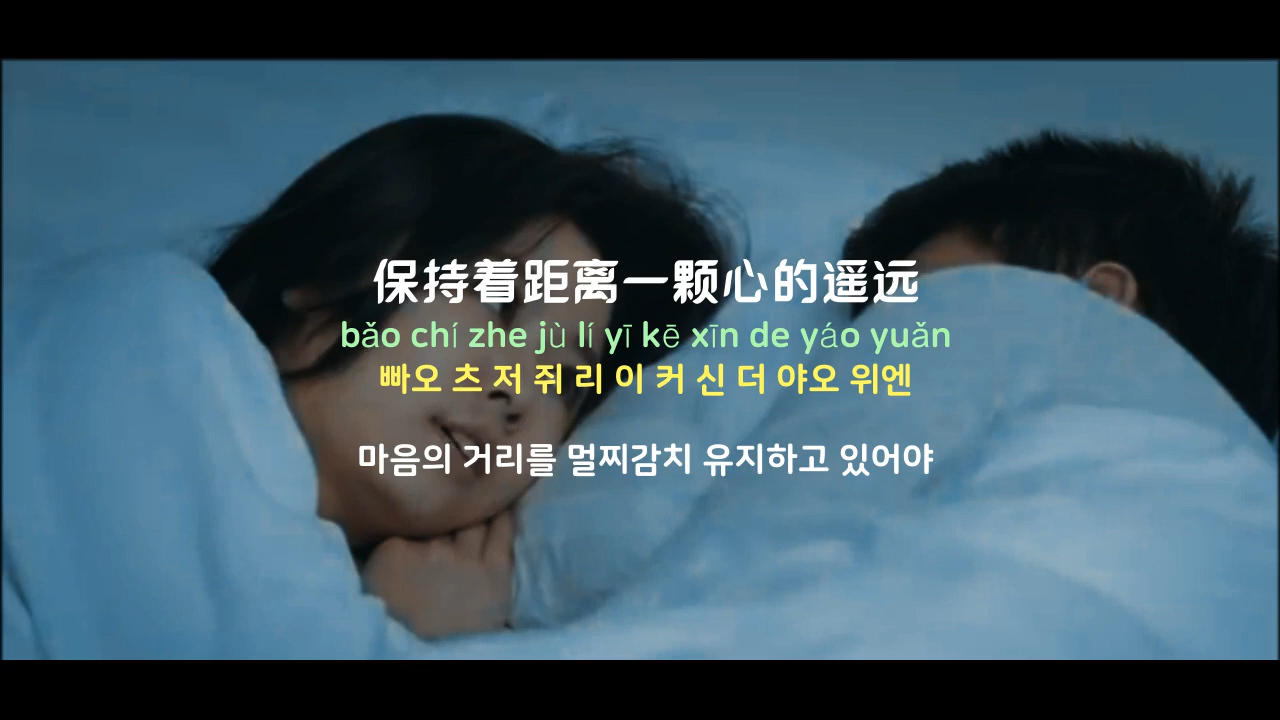 保持着距离一颗心的遥远
bǎo chí zhe jù lí yī kē xīn de yáo yuǎn
빠오 츠 저 쥐 리 이 커 신 더 야오 위엔
마음의 거리를 멀찌감치 유지하고 있어야